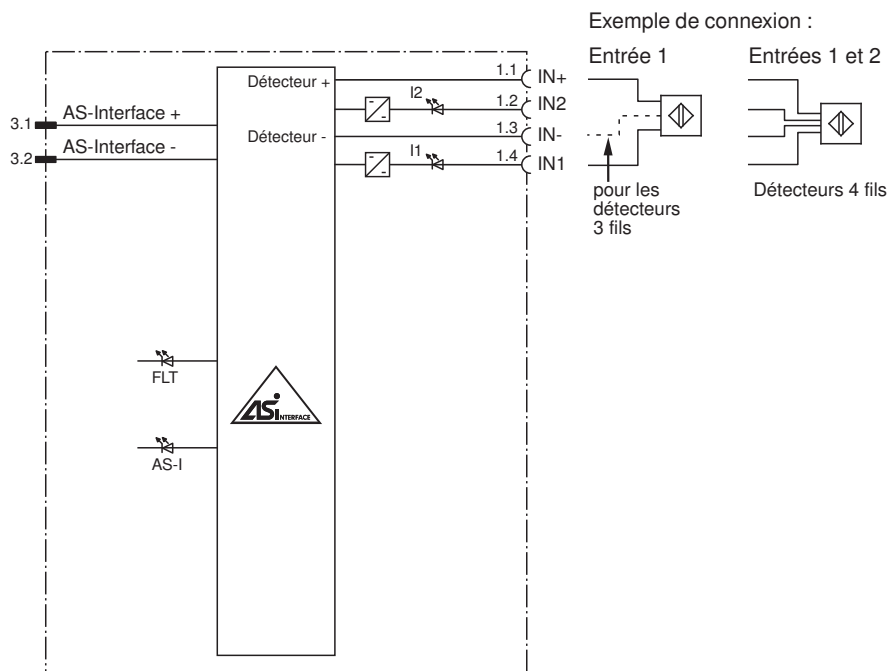 Exemple de connexion :
Entrée 1
Entrées 1 et 2
Détecteur +
1.1
IN+
I2
1.2
IN2
3.1
AS-Interface +
Détecteur -
1.3
IN-
3.2
AS-Interface -
I1
1.4
IN1
pour les
détecteurs
3 fils
Détecteurs 4 fils
FLT
ASi INTERFACE
AS-I